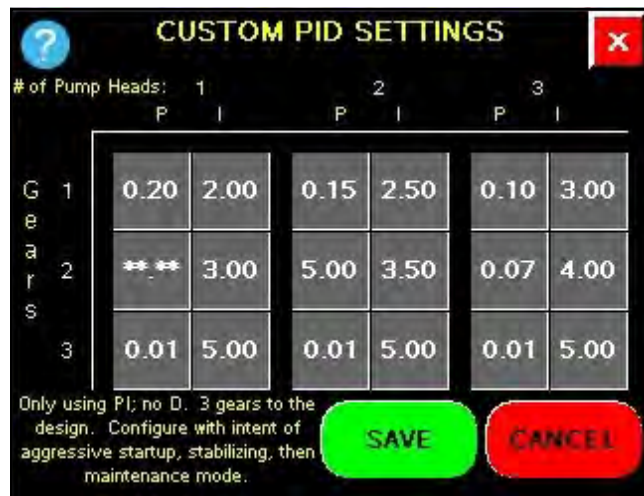 ?
CUSTOM PID SETTINGS
X
# of Pump Heads: 1 2 3
P I P I P I
Gears
1 0.20 2.00 0.15 2.50 0.10 3.00
2 **.** 3.00 5.00 3.50 0.07 4.00
3 0.01 5.00 0.01 5.00 0.01 5.00
Only using PI; no D. 3 gears to the
design. Configure with intent of
aggressive startup, stabilizing, then
maintenance mode.
SAVE
CANCEL